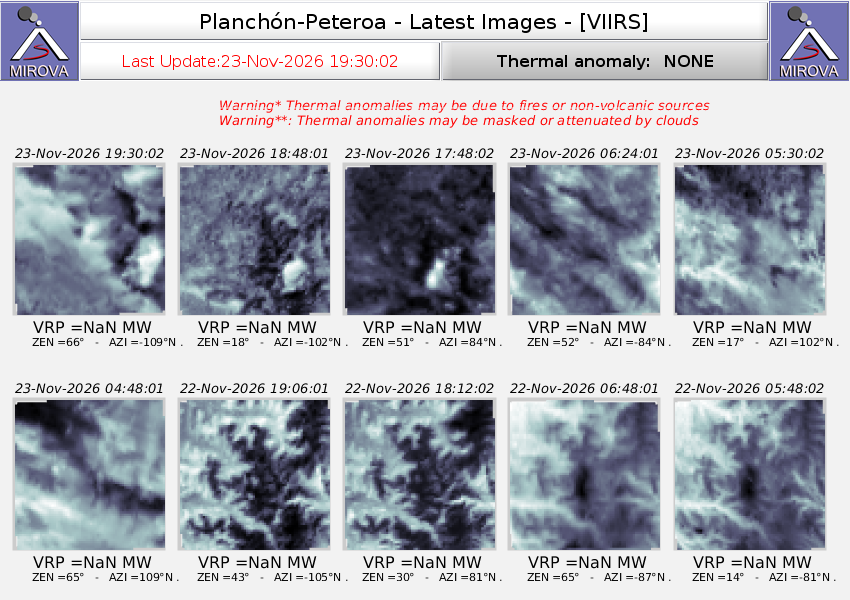 Planchón-Peteroa - Latest Images - [VIIRS]
MIROVA
Last Update:23-Nov-2026 19:30:02
Thermal anomaly: NONE
MIROVA
Warning* Thermal anomalies may be due to fires or non-volcanic sources
Warning**: Thermal anomalies may be masked or attenuated by clouds
23-Nov-2026 19:30:02 23-Nov-2026 18:48:01 23-Nov-2026 17:48:02 23-Nov-2026 06:24:01 23-Nov-2026 05:30:02
VRP =NaN MW VRP =NaN MW VRP =NaN MW VRP =NaN MW VRP =NaN MW
ZEN =66° - AZI =-109°N . ZEN =18° - AZI =-102°N . ZEN =51° - AZI =84°N . ZEN =52° - AZI =-84°N . ZEN =17° - AZI =102°N .
23-Nov-2026 04:48:01 22-Nov-2026 19:06:01 22-Nov-2026 18:12:02 22-Nov-2026 06:48:01 22-Nov-2026 05:48:02
VRP =NaN MW VRP =NaN MW VRP =NaN MW VRP =NaN MW VRP =NaN MW
ZEN =65° - AZI =109°N . ZEN =43° - AZI =-105°N . ZEN =30° - AZI =81°N . ZEN =65° - AZI =-87°N . ZEN =14° - AZI =-81°N .